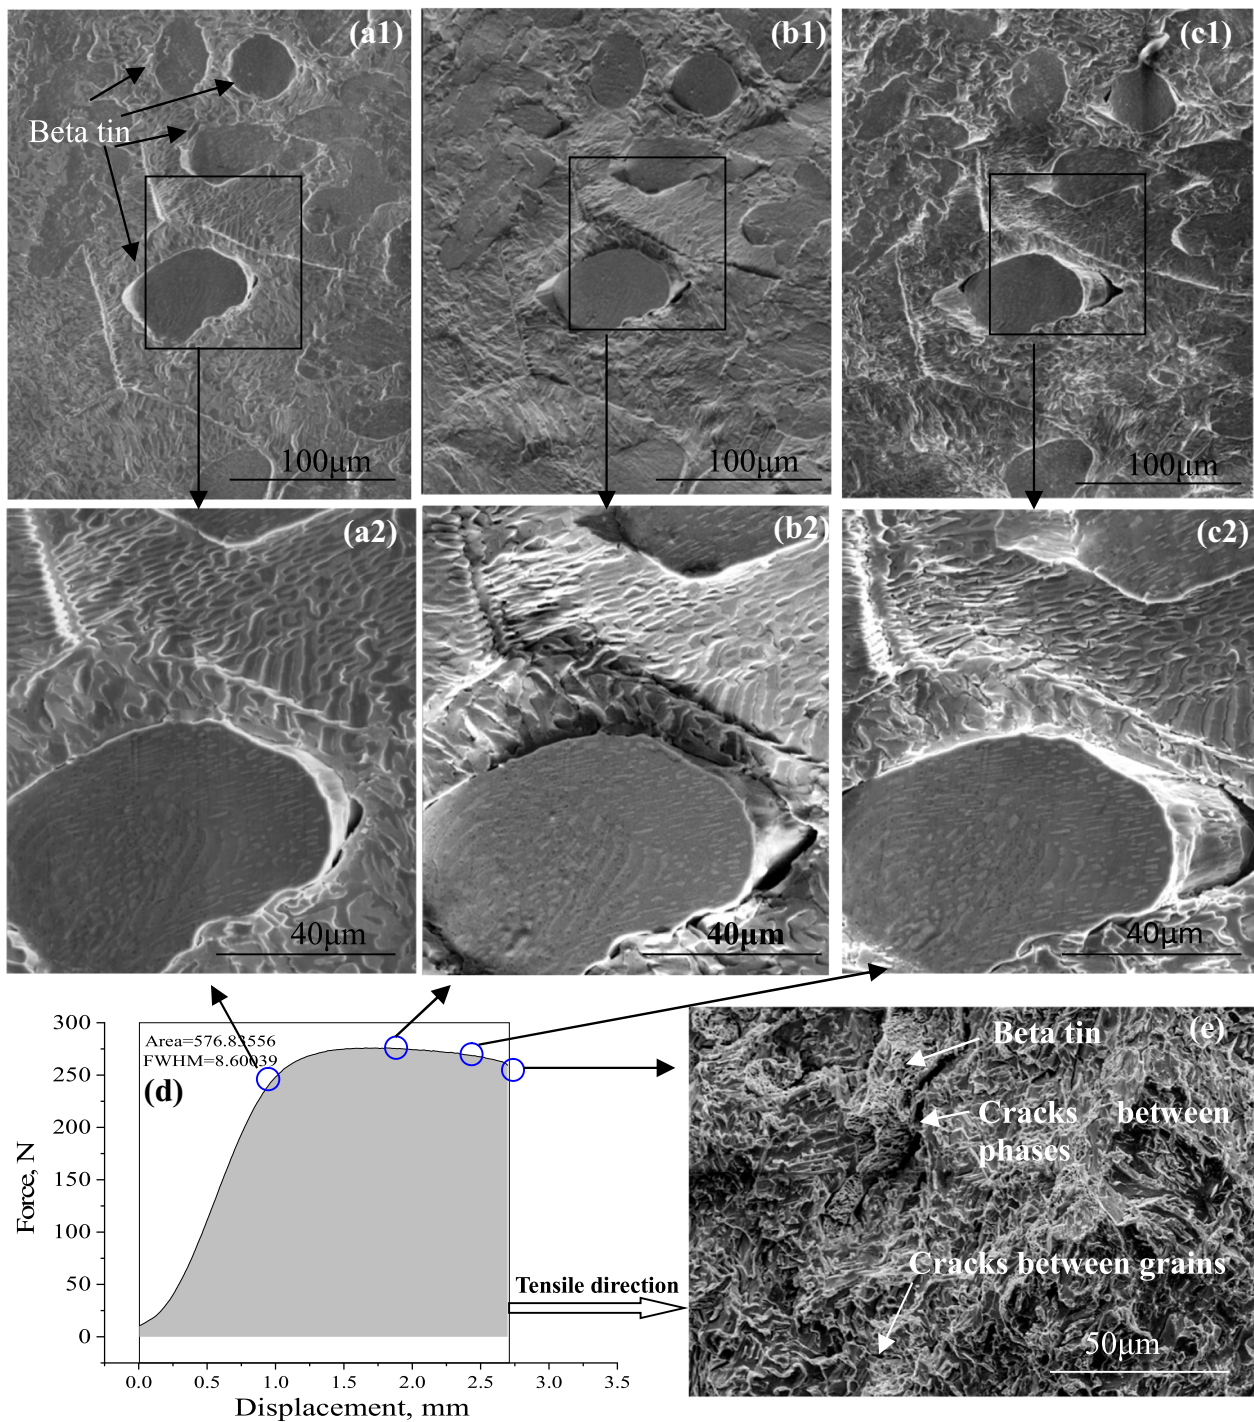 (a1)
(b1)
(c1)
Beta tin
100μm
100μm
100μm
(a2)
(b2)
(c2)
40μm
40μm
40μm
300
250
200
150
100
50
0
Force, N
Area=576.83556
FWHM=8.60039
(d)
0.0 0.5 1.0 1.5 2.0 2.5 3.0 3.5
Displacement, mm
Tensile direction
(e)
Beta tin
Cracks between
phases
Cracks between grains
50μm